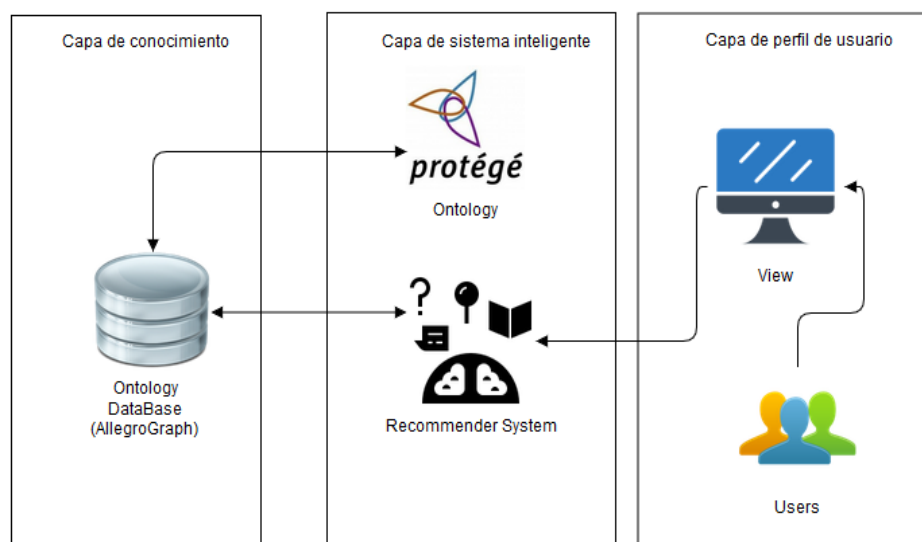 Capa de conocimiento
Capa de sistema inteligente
Capa de perfil de usuario
protégé
Ontology
View
?
Ontology
DataBase
(AllegroGraph)
Recommender System
Users